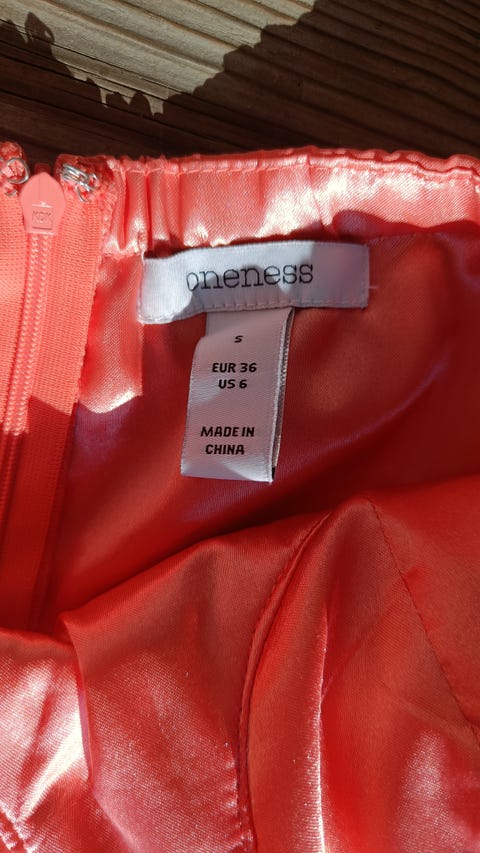 oneness
S
EUR 36
US 6
MADE IN
CHINA